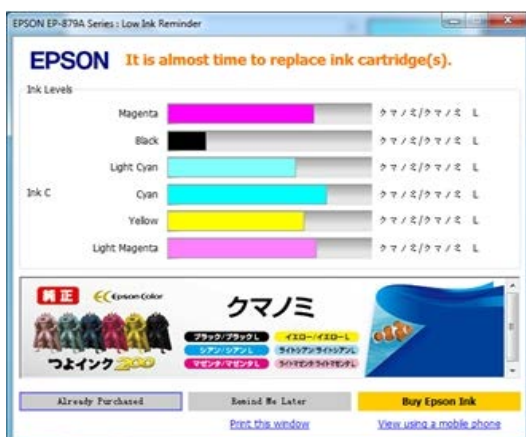 EPSON EP-879A Series : Low Ink Reminder
EPSON It is almost time to replace ink cartridge(s).
Ink Levels
Magenta クマノミ/クマノミ L
Black クマノミ/クマノミ L
Light Cyan クマノミ/クマノミ L
Ink C Cyan クマノミ/クマノミ L
Yellow クマノミ/クマノミ L
Light Magenta クマノミ/クマノミ L
純正 Epson Color
クマノミ
ブラック/ブラックL イエロー/イエローL
シアン/シアンL ライトシアン/ライトシアンL
マゼンタ/マゼンタL ライトマゼンタ/ライトマゼンタL
つよインク200
Already Purchased Remind Me Later Buy Epson Ink
Print this window View using a mobile phone